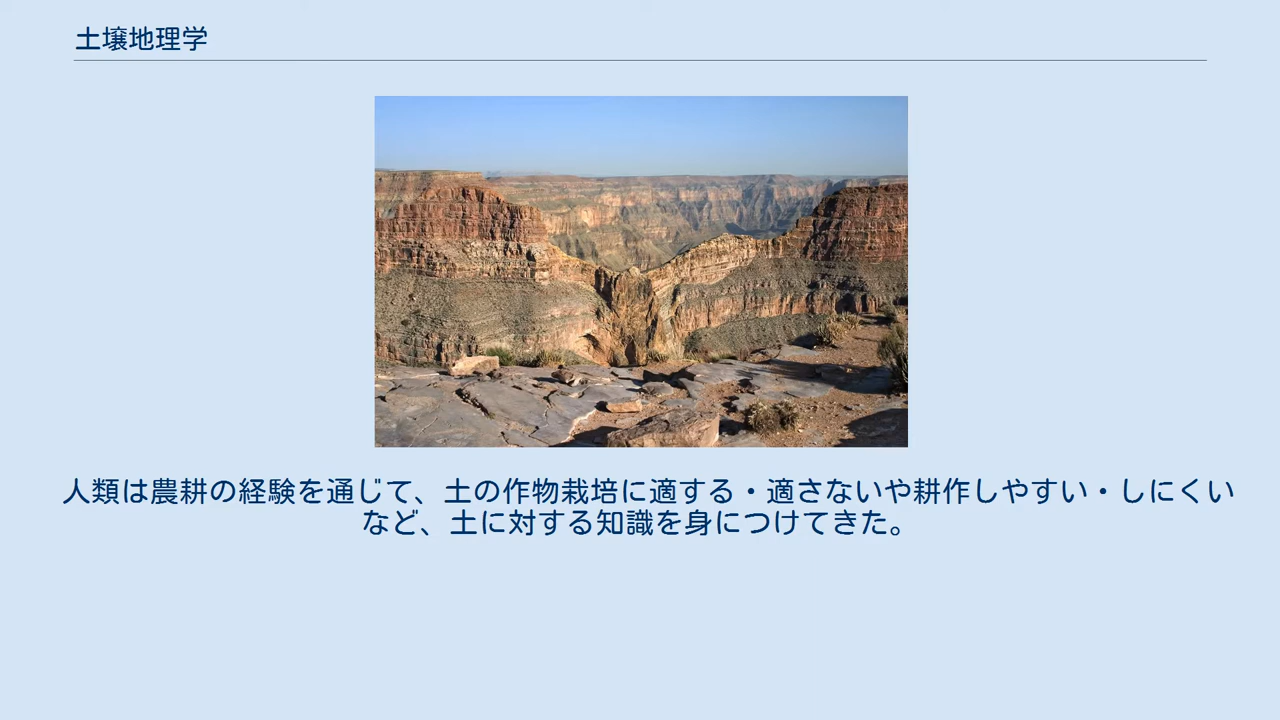 土壌地理学
人類は農耕の経験を通じて、土の作物栽培に適する・適さないや耕作しやすい・しにくい
など、土に対する知識を身につけてきた。